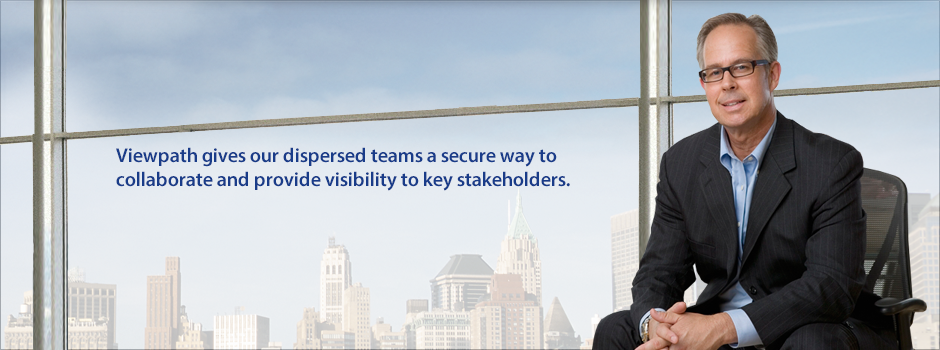 Viewpath gives our dispersed teams a secure way to
collaborate and provide visibility to key stakeholders.